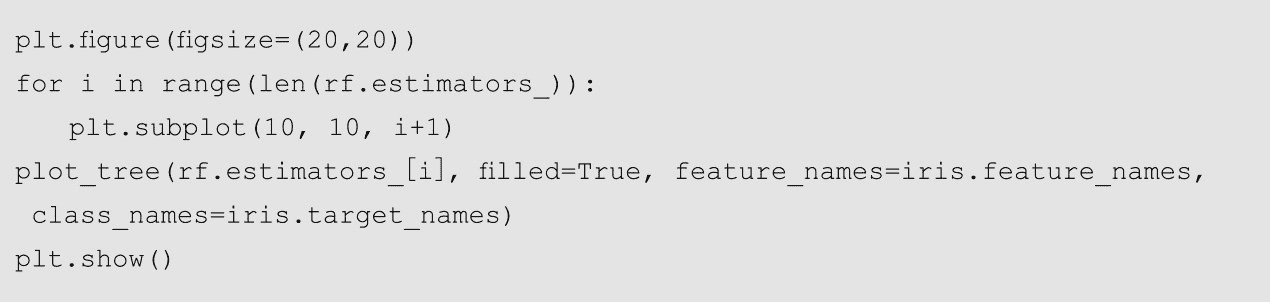 plt.figure(figsize=(20,20))
for i in range(len(rf.estimators_)):
   plt.subplot(10, 10, i+1)
plot_tree(rf.estimators_[i], filled=True, feature_names=iris.feature_names,
 class_names=iris.target_names)
plt.show()